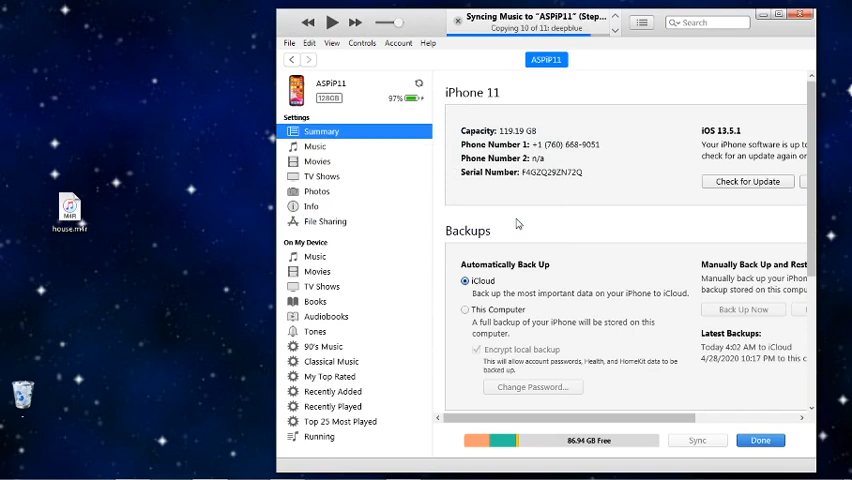 Syncing Music to “ASPiP11” (Step...
Copying 10 of 11: deepblue
Search
File Edit View Controls Account Help
ASPiP11
ASPiP11
128GB
97%
Settings
Summary
Music
Movies
TV Shows
Photos
Info
File Sharing
On My Device
Music
Movies
TV Shows
Books
Audiobooks
Tones
90's Music
Classical Music
My Top Rated
Recently Added
Recently Played
Top 25 Most Played
Running
iPhone 11
Capacity: 119.19 GB
Phone Number 1: +1 (760) 668-9051
Phone Number 2: n/a
Serial Number: F4GZQ29ZN72Q
iOS 13.5.1
Your iPhone software is up to
check for an update again on
Check for Update
Backups
Automatically Back Up
iCloud
Back up the most important data on your iPhone to iCloud.
This Computer
A full backup of your iPhone will be stored on this
computer.
Encrypt local backup
This will allow account passwords, Health, and HomeKit data to be
backed up.
Change Password...
Manually Back Up and Rest
Manually back up your iPhon
backup stored on this compu
Back Up Now
Latest Backups:
Today 4:02 AM to iCloud
4/28/2020 10:17 PM to this c
86.94 GB Free
Sync
Done
M4R
house.m4r